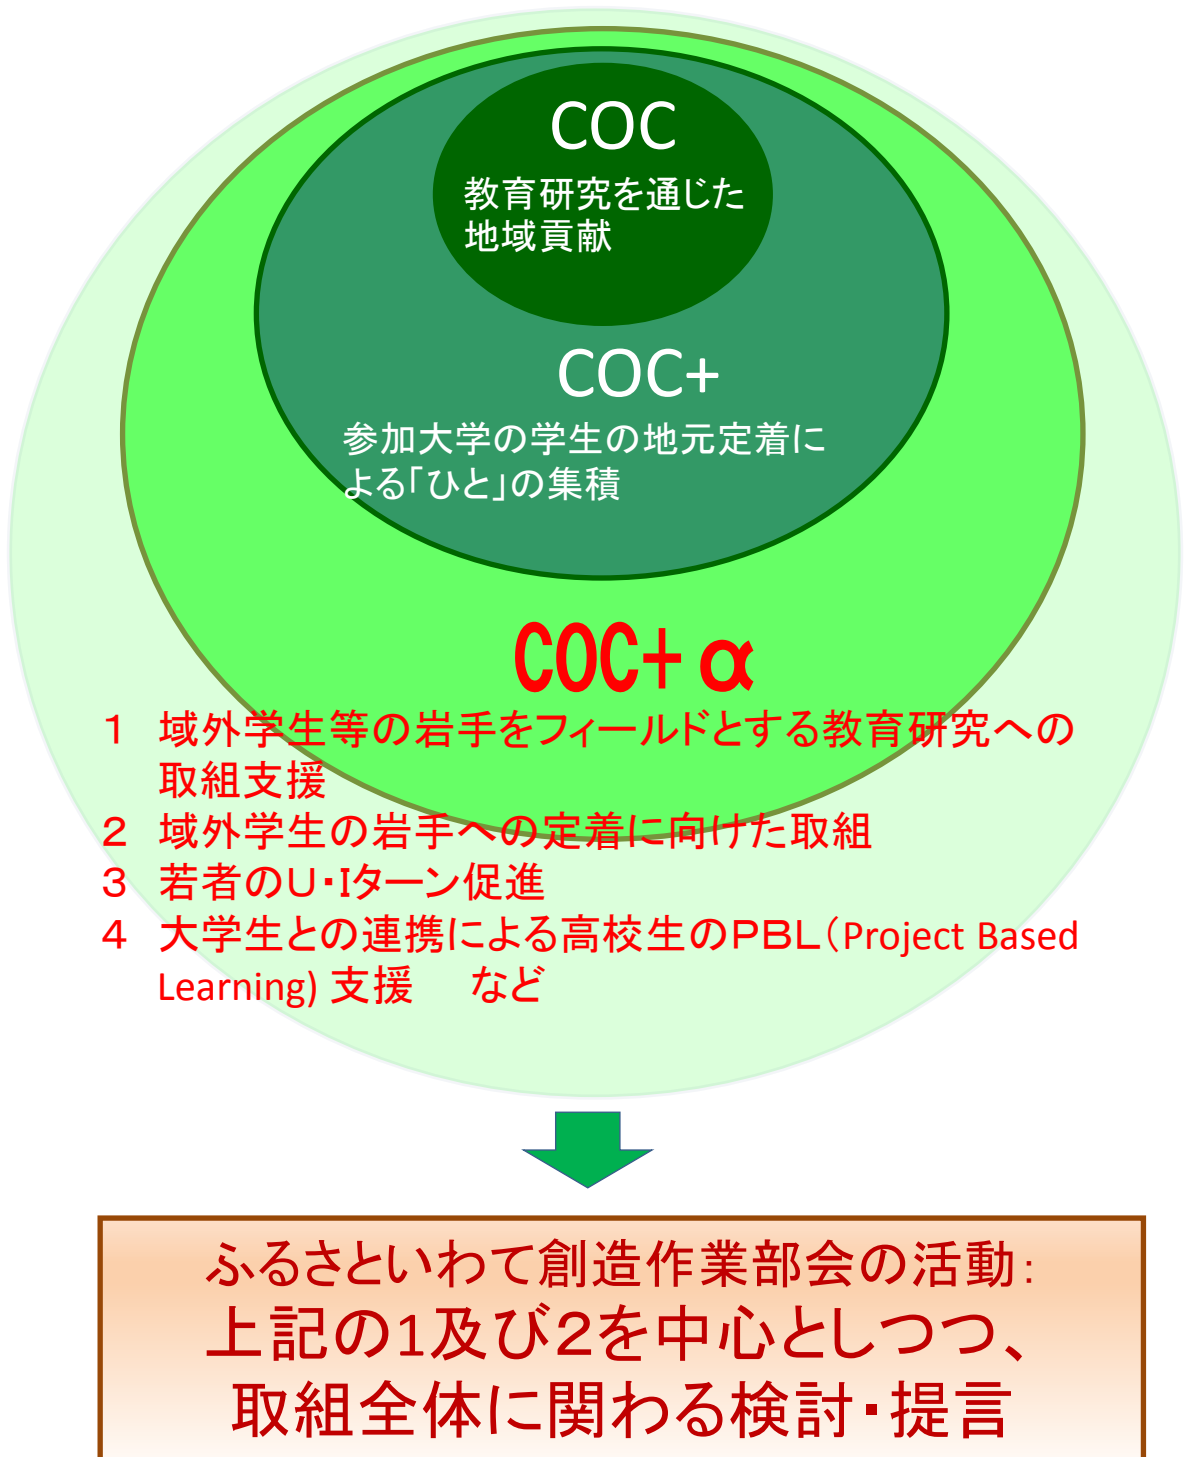 COC
教育研究を通じた
地域貢献
COC+
参加大学の学生の地元定着に
よる「ひと」の集積
COC+α
1 域外学生等の岩手をフィールドとする教育研究への
取組支援
2 域外学生の岩手への定着に向けた取組
3 若者のU・Iターン促進
4 大学生との連携による高校生のPBL(Project Based
Learning) 支援 など
ふるさといわて創造作業部会の活動:
上記の1及び2を中心としつつ、
取組全体に関わる検討・提言